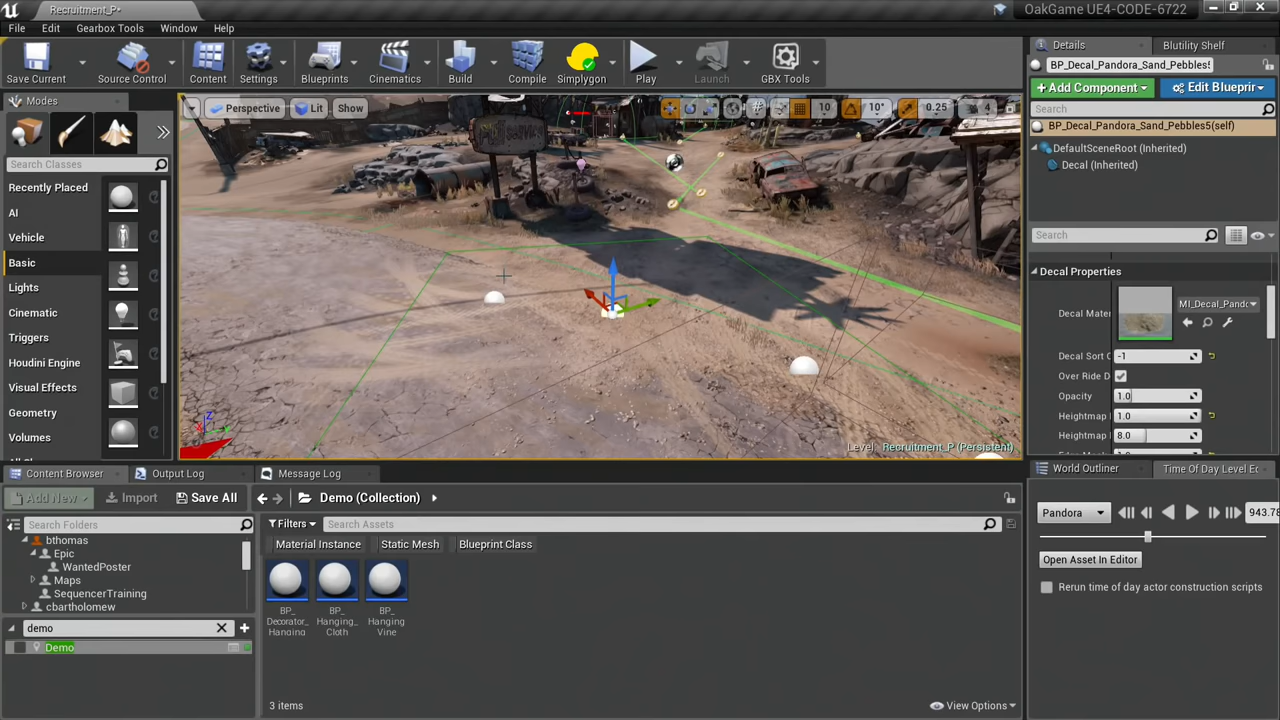 Recruitment_P*
OakGame UE4-CODE-6722
File
Edit
Gearbox Tools
Window
Help
Save Current
Source Control
Content
Settings
Blueprints
Cinematics
Build
Compile
Simplygon
Play
Launch
GBX Tools
Modes
Search Classes
Recently Placed
AI
Vehicle
Basic
Lights
Cinematic
Triggers
Houdini Engine
Visual Effects
Geometry
Volumes
Perspective
Lit
Show
10
10°
0.25
4
Z
Level: Recruitment_P (Persistent)
Details
Blutility Shelf
BP_Decal_Pandora_Sand_Pebbles5
+Add Component
Edit Blueprir
Search
BP_Decal_Pandora_Sand_Pebbles5(self)
DefaultSceneRoot (Inherited)
Decal (Inherited)
Search
Decal Properties
Decal Mater
MI_Decal_Pando
Decal Sort O
-1
Over Ride D
Opacity
1.0
Heightmap I
1.0
Heightmap I
8.0
Content Browser
Output Log
Message Log
Add New
Import
Save All
Demo (Collection)
Search Folders
bthomas
Epic
WantedPoster
Maps
SequencerTraining
cbartholomew
demo
Demo
Filters
Search Assets
Material Instance
Static Mesh
Blueprint Class
BP_
Decorator_
Hanging
BP_
Hanging_
Cloth
BP_
Hanging
Vine
3 items
View Options
World Outliner
Time Of Day Level Ec
Pandora
943.78
Open Asset In Editor
Rerun time of day actor construction scripts